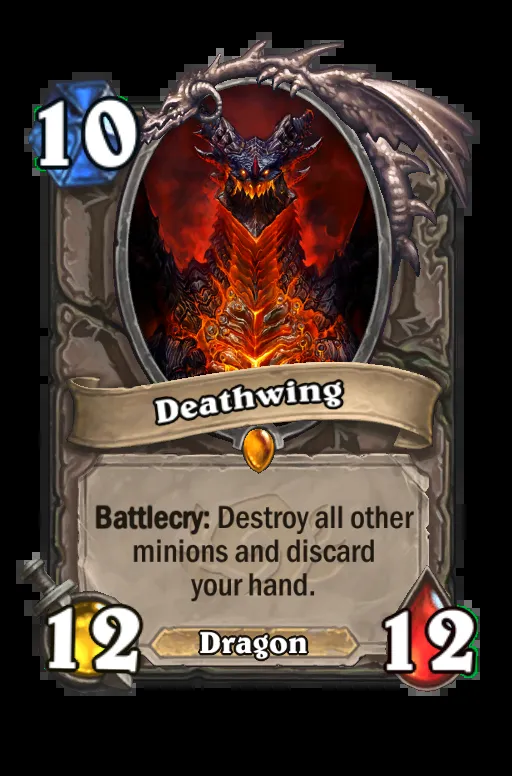 10
Deathwing
Battlecry: Destroy all other
minions and discard
your hand.
12
Dragon
12